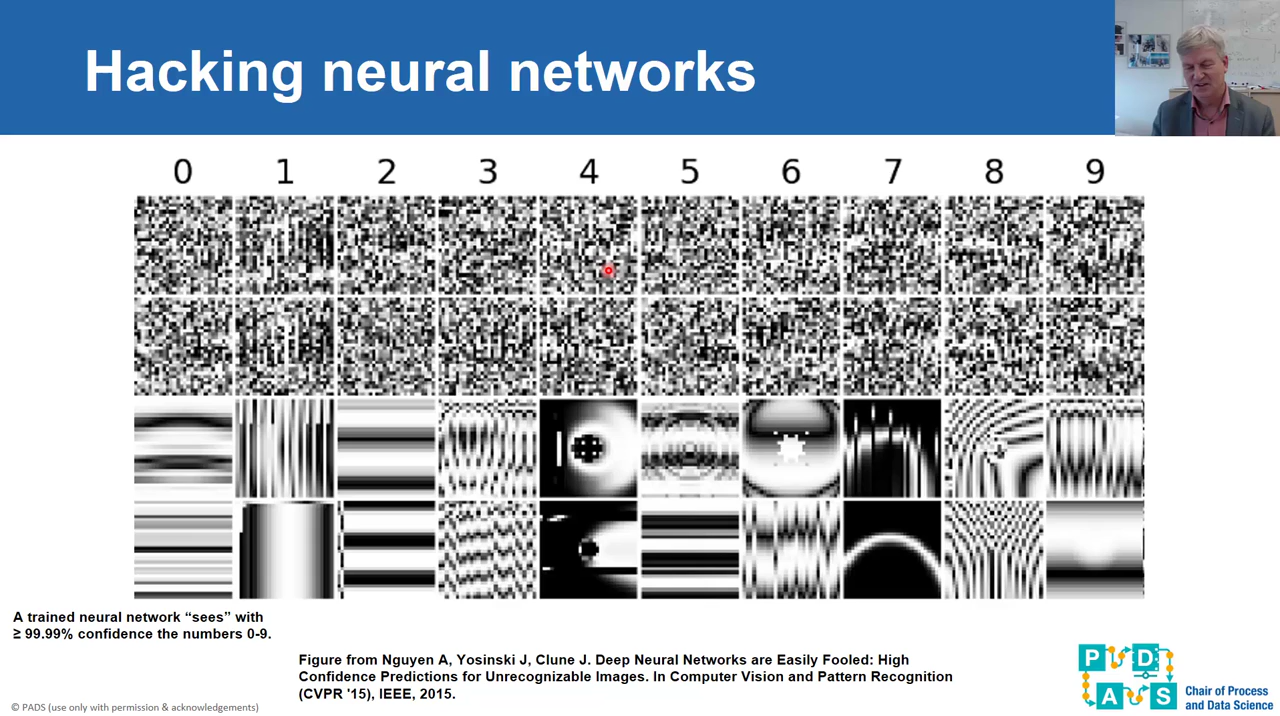 Hacking neural networks
0 1 2 3 4 5 6 7 8 9
A trained neural network “sees” with
≥ 99.99% confidence the numbers 0-9.
Figure from Nguyen A, Yosinski J, Clune J. Deep Neural Networks are Easily Fooled: High
Confidence Predictions for Unrecognizable Images. In Computer Vision and Pattern Recognition
(CVPR '15), IEEE, 2015.
© PADS (use only with permission & acknowledgements)
P D
A S
Chair of Process
and Data Science